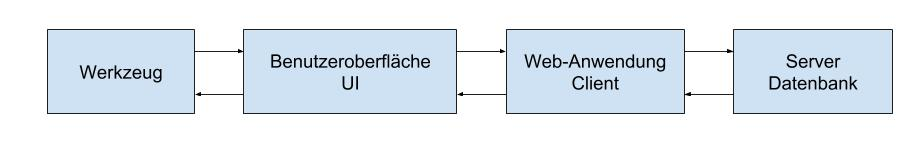 Werkzeug
Benutzeroberfläche
UI
Web-Anwendung
Client
Server
Datenbank